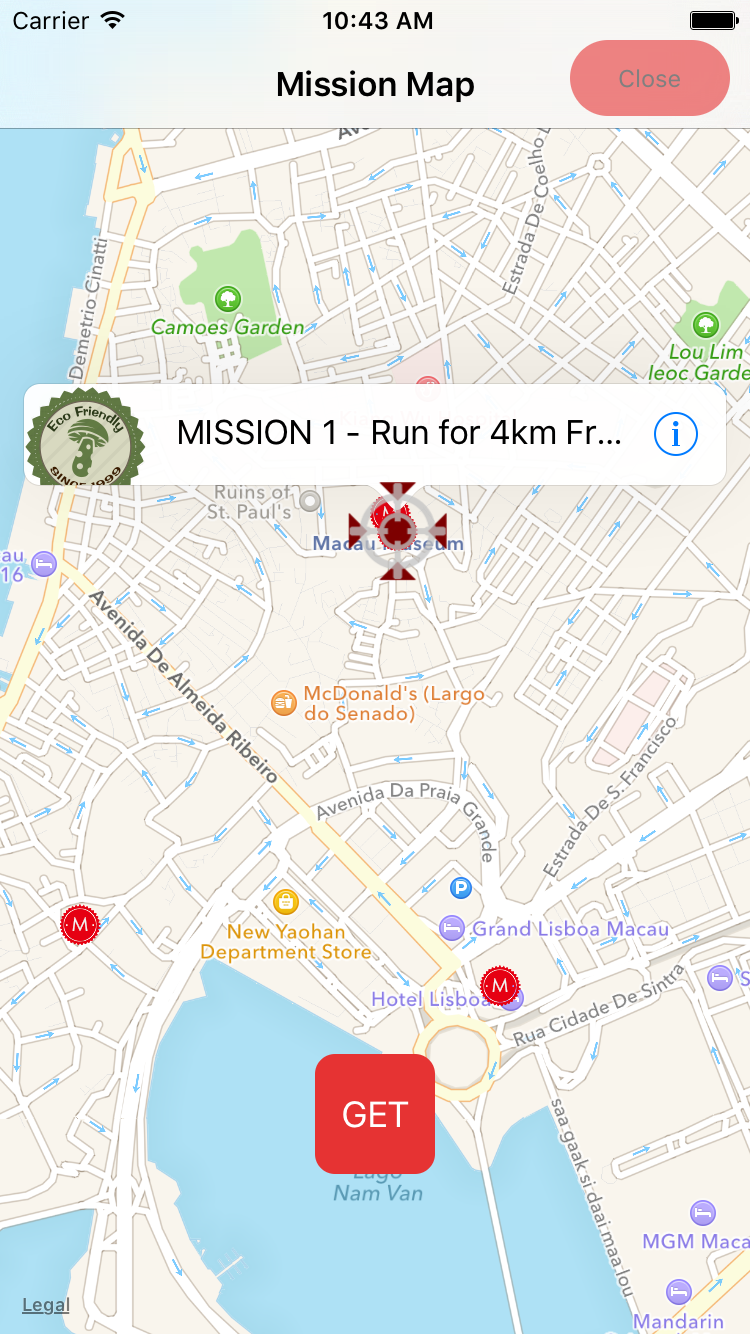 Carrier 10:43 AM
Mission Map
Close
Estrada De Coelho
Demetrio Cinatti
Camoes Garden
Lou Lim
Ieoc Garde
Eco Friendly
SINCE 1999
MISSION 1 - Run for 4km Fr...
i
Ruins of
St. Paul's
Macau Museum
au
16
Avenida De Almeida Ribeiro
McDonald's (Largo
do Senado)
Estrada De S. Francisco
Avenida Da Praia Grande
P
New Yaohan
Department Store
Grand Lisboa Macau
M
M
Hotel Lisboa
S
Rua Cidade De Sintra
GET
Lago
Nam Van
saa gaak si daai maa lou
MGM Maca
Mandarin
Legal